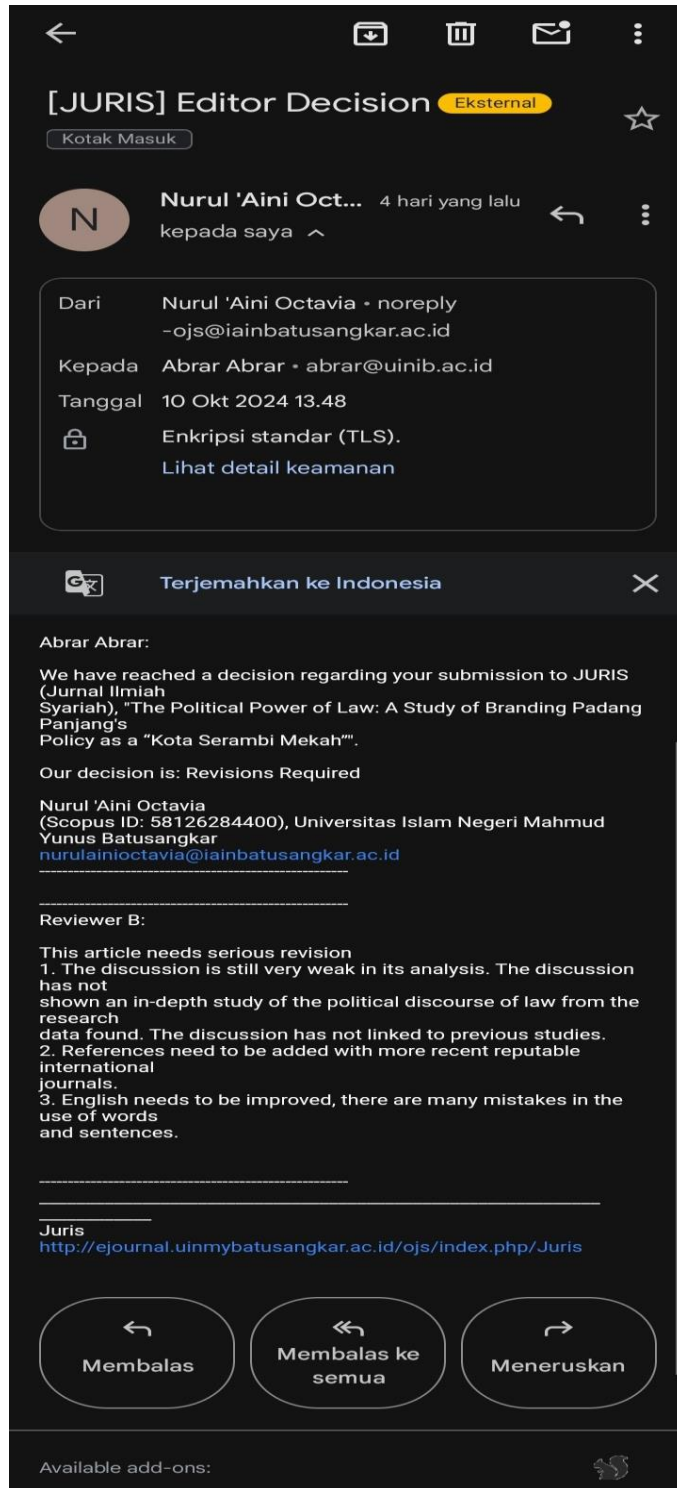 [JURIS] Editor Decision Eksternal
Kotak Masuk
N
Nurul 'Aini Oct... 4 hari yang lalu
kepada saya
Dari Nurul 'Aini Octavia • noreply
-ojs@iainbatusangkar.ac.id
Kepada Abrar Abrar • abrar@uinib.ac.id
Tanggal 10 Okt 2024 13.48
Enkripsi standar (TLS).
Lihat detail keamanan
Terjemahkan ke Indonesia
Abrar Abrar:
We have reached a decision regarding your submission to JURIS
(Jurnal Ilmiah
Syariah), "The Political Power of Law: A Study of Branding Padang
Panjang's
Policy as a “Kota Serambi Mekah”".
Our decision is: Revisions Required
Nurul 'Aini Octavia
(Scopus ID: 58126284400), Universitas Islam Negeri Mahmud
Yunus Batusangkar
nurulainioctavia@iainbatusangkar.ac.id
------------------------------------------------------
------------------------------------------------------
Reviewer B:
This article needs serious revision
1. The discussion is still very weak in its analysis. The discussion
has not
shown an in-depth study of the political discourse of law from the
research
data found. The discussion has not linked to previous studies.
2. References need to be added with more recent reputable
international
journals.
3. English needs to be improved, there are many mistakes in the
use of words
and sentences.
------------------------------------------------------
________________________________________________________________________
Juris
http://ejournal.uinmybatusangkar.ac.id/ojs/index.php/Juris
Membalas
Membalas ke
semua
Meneruskan
Available add-ons: